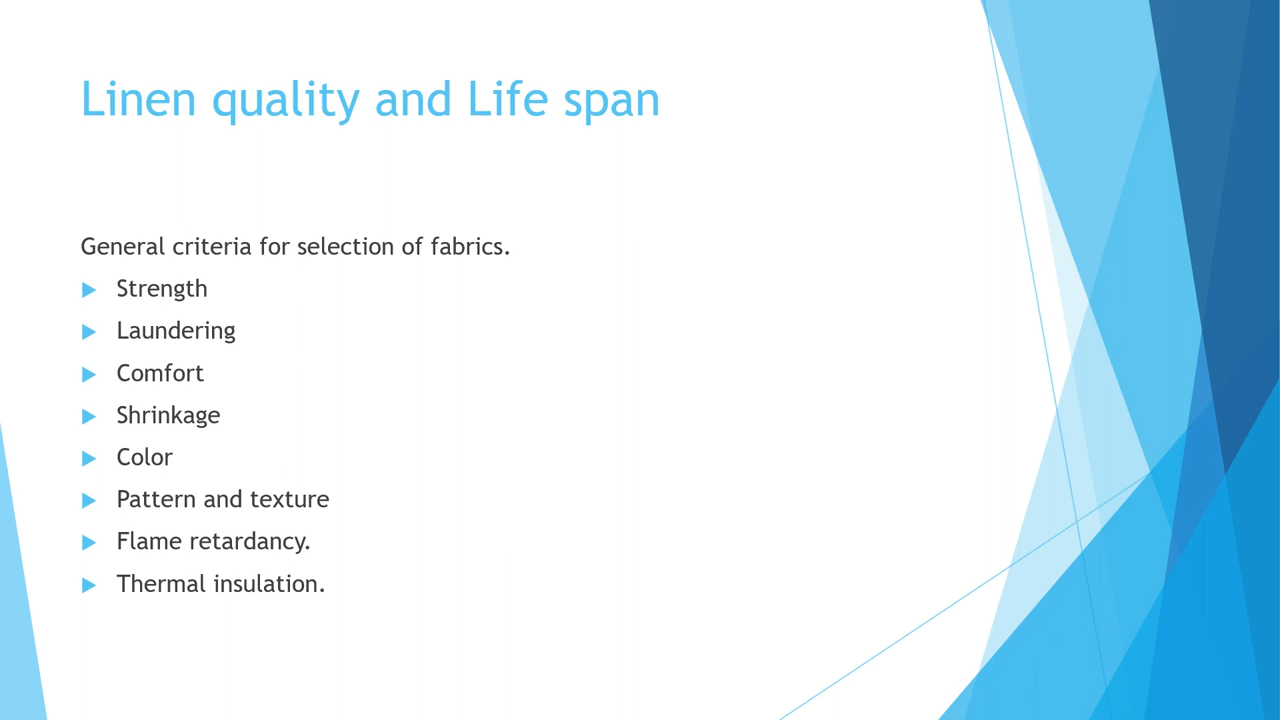 Linen quality and Life span
General criteria for selection of fabrics.
Strength
Laundering
Comfort
Shrinkage
Color
Pattern and texture
Flame retardancy.
Thermal insulation.